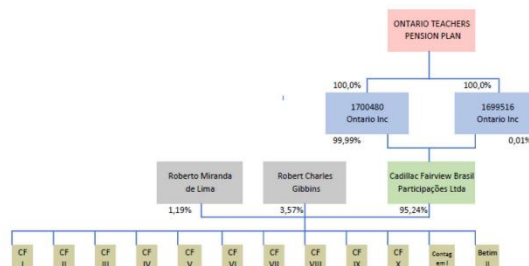 ONTARIO TEACHERS
PENSION PLAN
100,0%
100,0%
1700480
Ontario Inc
1699516
Ontario Inc
99,99%
0,01%
Roberto Miranda
de Lima
Robert Charles
Gibbins
Cadillac Fairview Brasil
Participações Ltda
1,19%
3,57%
95,24%
CF
I
CF
II
CF
III
CF
IV
CF
V
CF
VI
CF
VII
CF
VIII
CF
IX
CF
X
Contag
em I
Betim
II